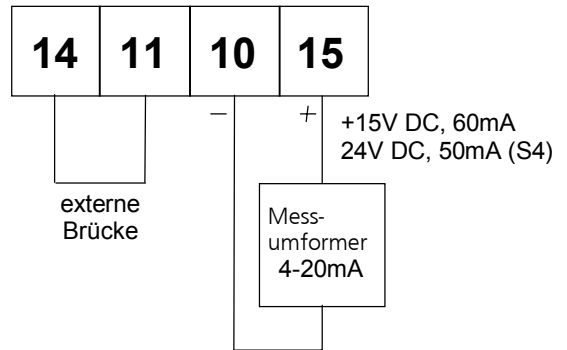 14 11 10 15
− +
+15V DC, 60mA
24V DC, 50mA (S4)
externe
Brücke
Mess-
umformer
4-20mA